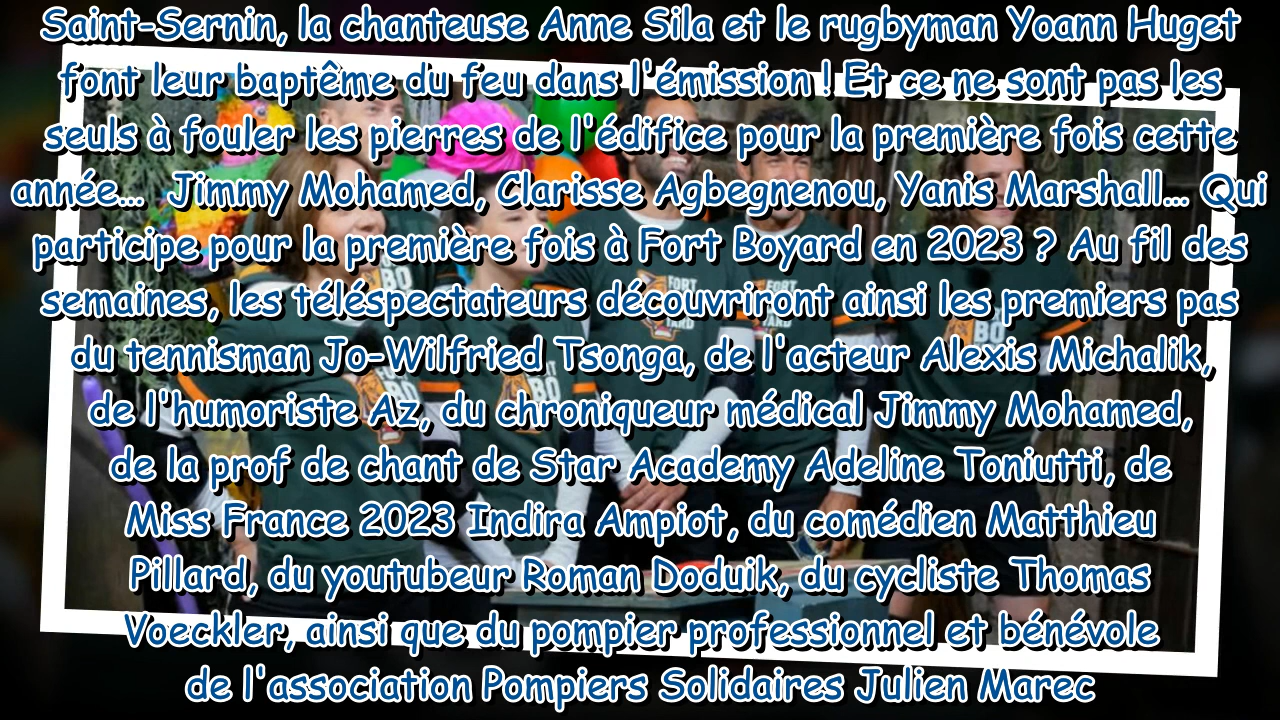 Saint-Sernin, la chanteuse Anne Sila et le rugbyman Yoann Huget
font leur baptême du feu dans l'émission ! Et ce ne sont pas les
seuls à fouler les pierres de l'édifice pour la première fois cette
année... Jimmy Mohamed, Clarisse Agbegnenou, Yanis Marshall... Qui
participe pour la première fois à Fort Boyard en 2023 ? Au fil des
semaines, les téléspectateurs découvriront ainsi les premiers pas
du tennisman Jo-Wilfried Tsonga, de l'acteur Alexis Michalik,
de l'humoriste Az, du chroniqueur médical Jimmy Mohamed,
de la prof de chant de Star Academy Adeline Toniutti, de
Miss France 2023 Indira Ampiot, du comédien Matthieu
Pillard, du youtubeur Roman Doduik, du cycliste Thomas
Voeckler, ainsi que du pompier professionnel et bénévole
de l'association Pompiers Solidaires Julien Marec